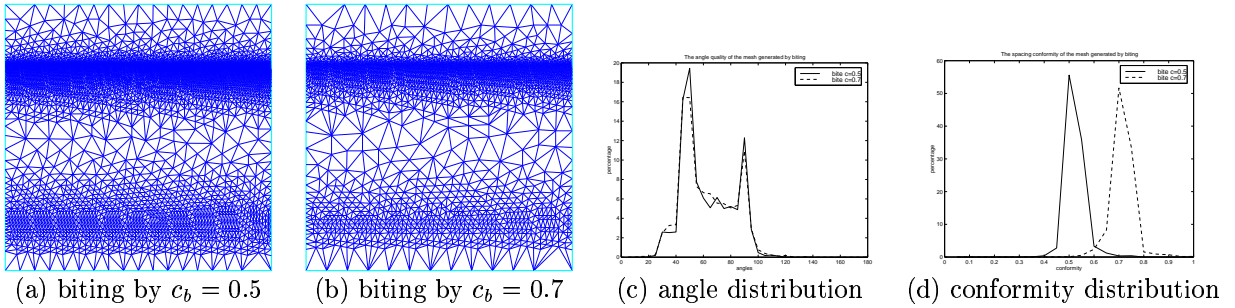 The angle quality of the mesh generated by biting
bite c=0.5
bite c=0.7
percentage
20
18
16
14
12
10
8
6
4
2
0
0 20 40 60 80 100 120 140 160 180
angles
The spacing conformity of the mesh generated by biting
bite c=0.5
bite c=0.7
percentage
60
50
40
30
20
10
0
0 0.1 0.2 0.3 0.4 0.5 0.6 0.7 0.8 0.9 1
conformity
(a) biting by c_b = 0.5
(b) biting by c_b = 0.7
(c) angle distribution
(d) conformity distribution